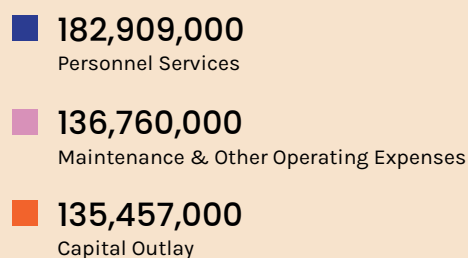 182,909,000
Personnel Services
136,760,000
Maintenance & Other Operating Expenses
135,457,000
Capital Outlay